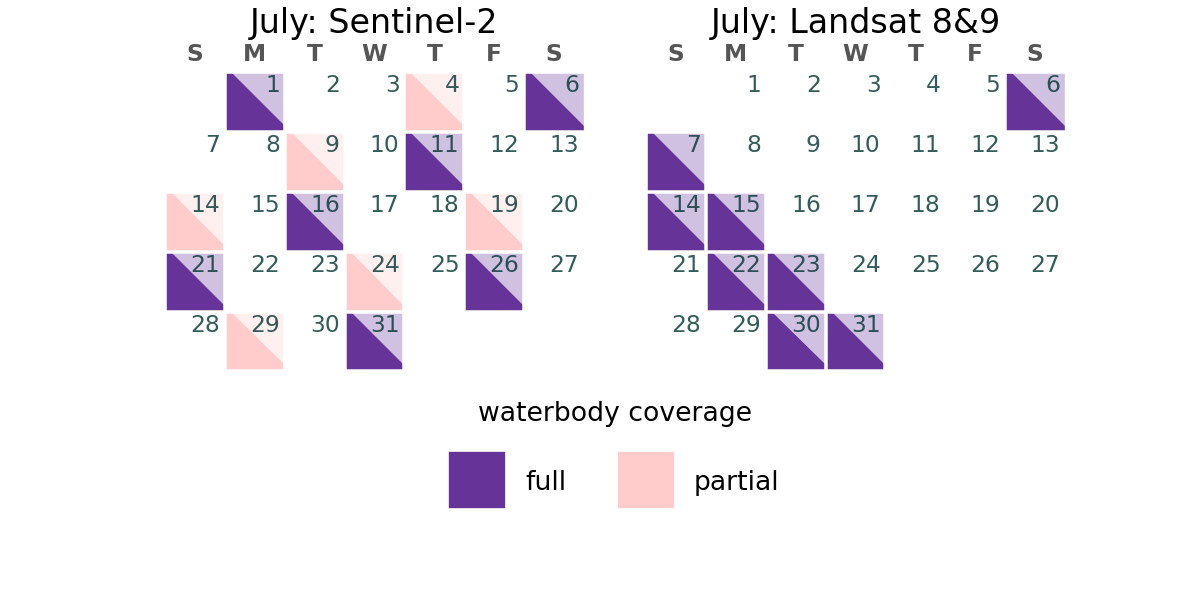 July: Sentinel-2
S M T W T F S
1 2 3 4 5 6
7 8 9 10 11 12 13
14 15 16 17 18 19 20
21 22 23 24 25 26 27
28 29 30 31
July: Landsat 8&9
S M T W T F S
1 2 3 4 5 6
7 8 9 10 11 12 13
14 15 16 17 18 19 20
21 22 23 24 25 26 27
28 29 30 31
waterbody coverage
full partial